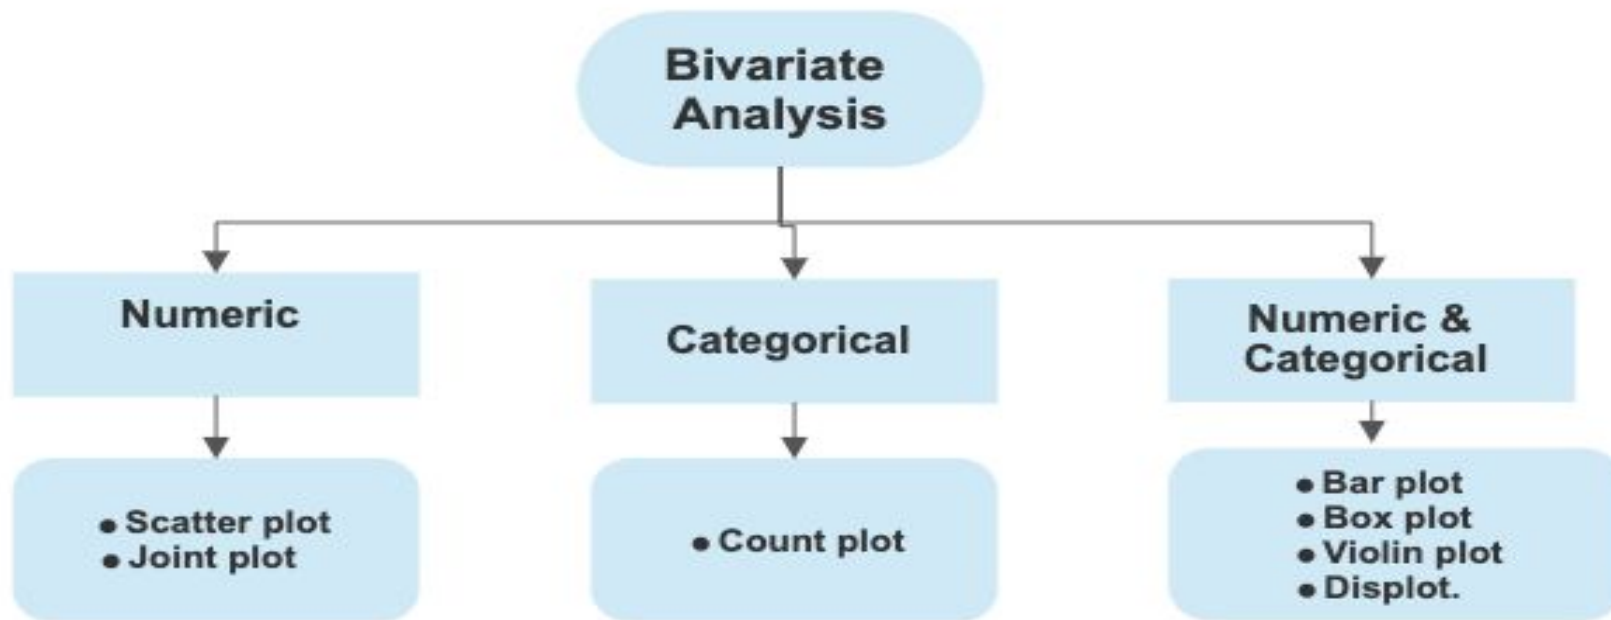 Bivariate
Analysis
Numeric
Categorical
Numeric &
Categorical
• Scatter plot
• Joint plot
• Count plot
• Bar plot
• Box plot
• Violin plot
• Displot.